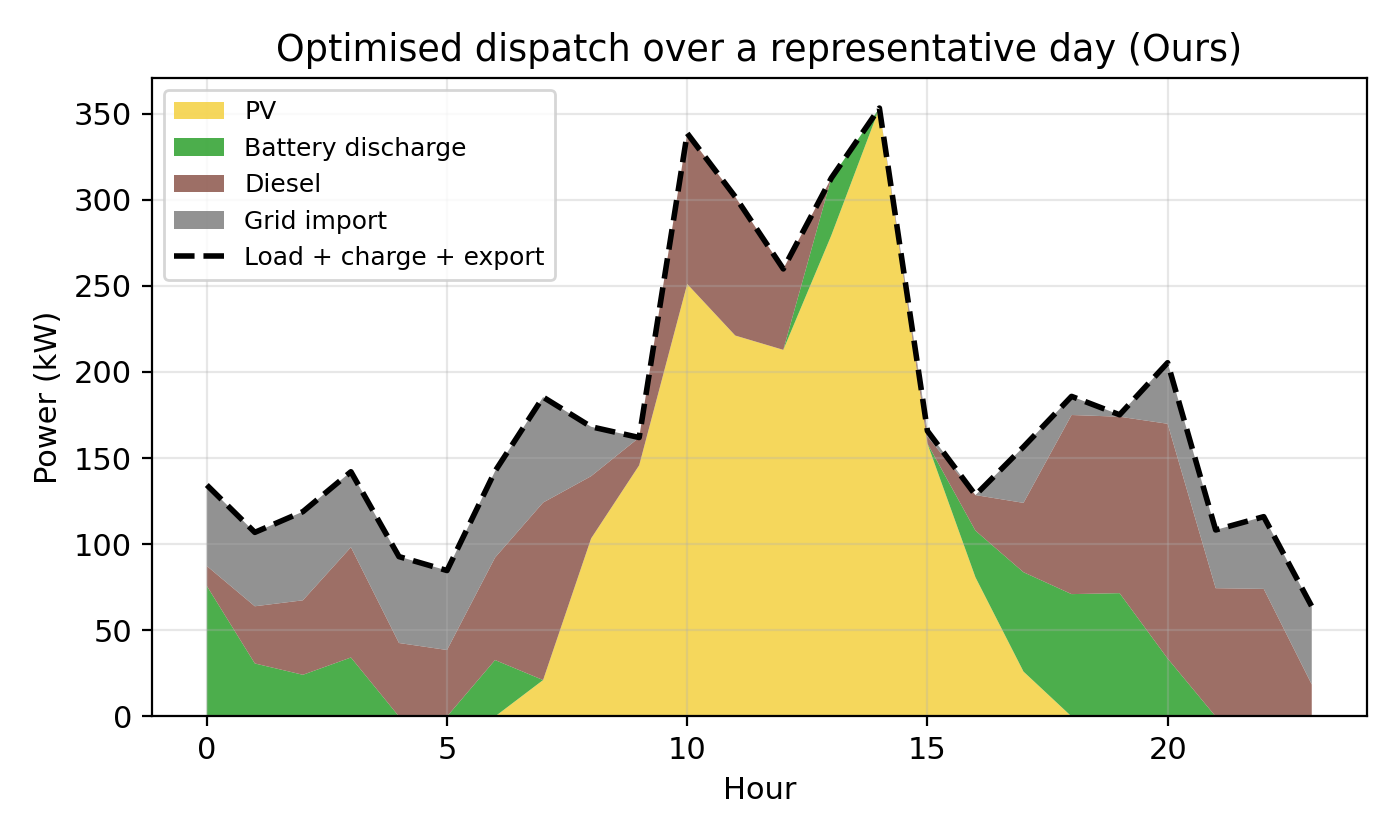 Optimised dispatch over a representative day (Ours)
PV
Battery discharge
Diesel
Grid import
Load + charge + export
350
300
250
200
150
100
50
0
Power (kW)
0 5 10 15 20
Hour